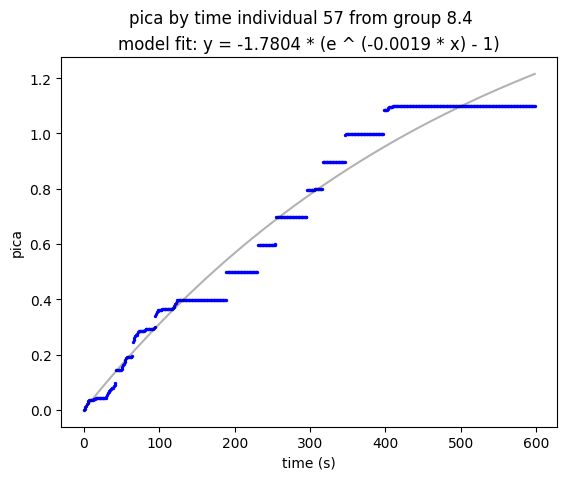 pica by time individual 57 from group 8.4
model fit: y = -1.7804 * (e ^ (-0.0019 * x) - 1)
1.2
1.0
0.8
0.6
0.4
0.2
0.0
pica
0 100 200 300 400 500 600
time (s)